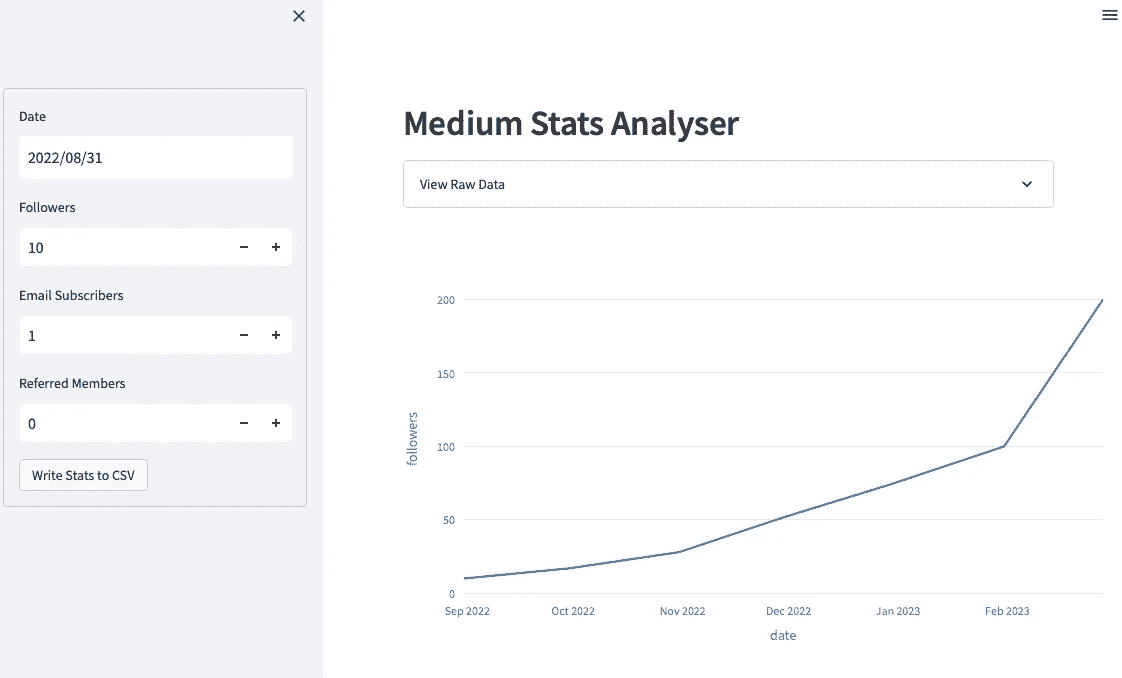 Date
2022/08/31
Followers
10
Email Subscribers
1
Referred Members
0
Write Stats to CSV
Medium Stats Analyser
View Raw Data
200
150
100
50
0
followers
Sep 2022 Oct 2022 Nov 2022 Dec 2022 Jan 2023 Feb 2023
date